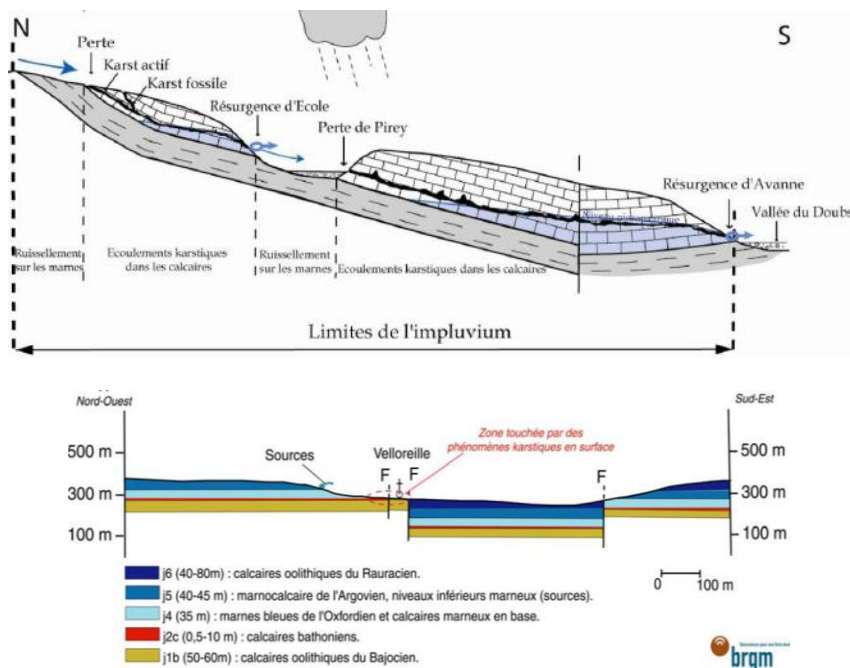 N
S
Perte
Karst actif
Karst fossile
Résurgence d'Ecole
Perte de Pirey
Résurgence d'Avanne
Vallée du Doubs
Ruissellement
sur les marnes
Ecoulements karstiques
dans les calcaires
Ruissellement
sur les marnes
Ecoulements karstiques dans les calcaires
Limites de l'impluvium
Nord-Ouest
Sud-Est
500 m
300 m
100 m
Sources
Velloreille
F
F
F
Zone touchée par des
phénomènes karstiques en surface
500 m
300 m
100 m
j6 (40-80m) : calcaires oolithiques du Rauracien.
j5 (40-45 m) : marnocalcaire de l'Argovien, niveaux inférieurs marneux (sources).
j4 (35 m) : marnes bleues de l'Oxfordien et calcaires marneux en base.
j2c (0,5-10 m) : calcaires bathoniens.
j1b (50-60m) : calcaires oolithiques du Bajocien.
0 100 m
brgm